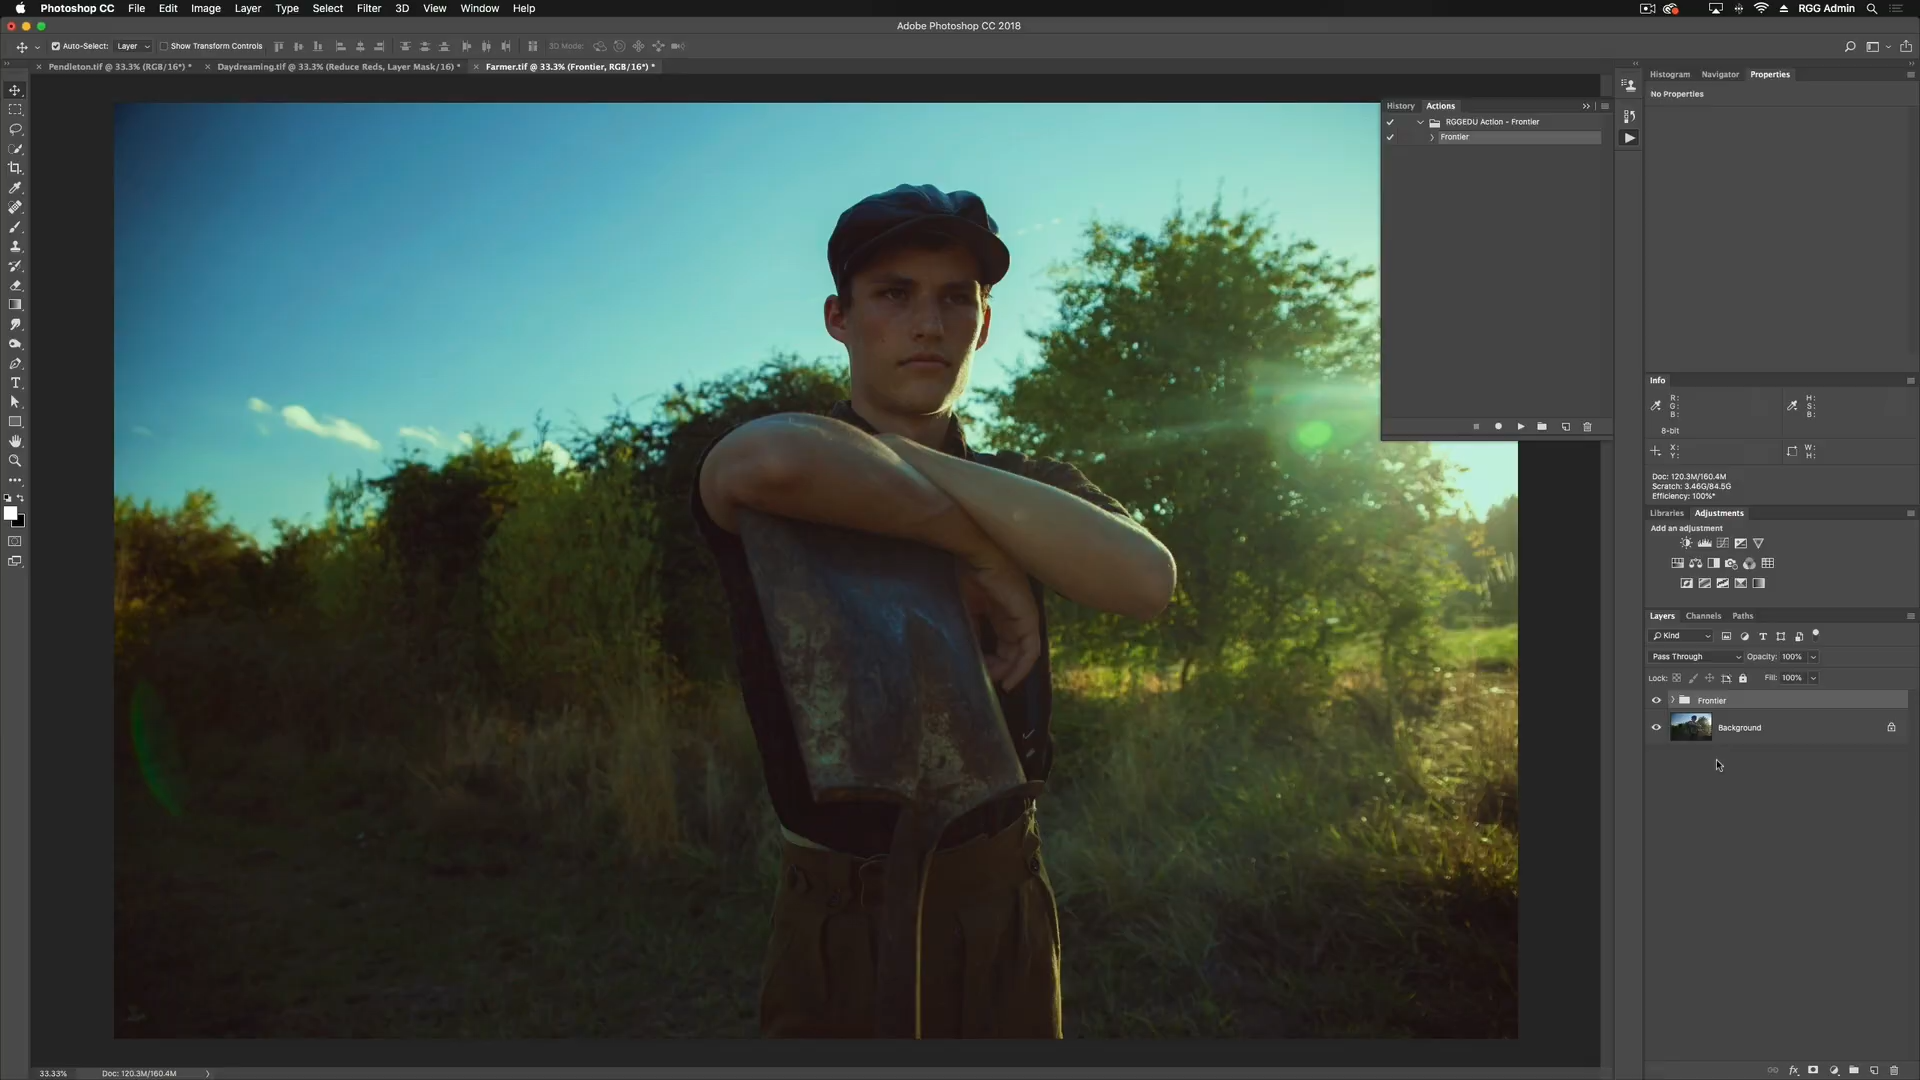 Photoshop CC File Edit Image Layer Type Select Filter 3D View Window Help RGG Admin
Adobe Photoshop CC 2018
Auto-Select: Layer Show Transform Controls 3D Mode:
Pendleton.tif @ 33.3% (RGB/16*) * Daydreaming.tif @ 33.3% (Reduce Reds, Layer Mask/16) * Farmer.tif @ 33.3% (Frontier, RGB/16*) *
Histogram Navigator Properties
No Properties
History Actions
RGGEDU Action - Frontier
Frontier
Info
R: H:
G: S:
B: B:
8-bit
X: W:
Y: H:
Doc: 120.3M/160.4M
Scratch: 3.46G/84.5G
Efficiency: 100%*
Libraries Adjustments
Add an adjustment
Layers Channels Paths
Kind
Pass Through Opacity: 100%
Lock: Fill: 100%
Frontier
Background
33.33% Doc: 120.3M/160.4M